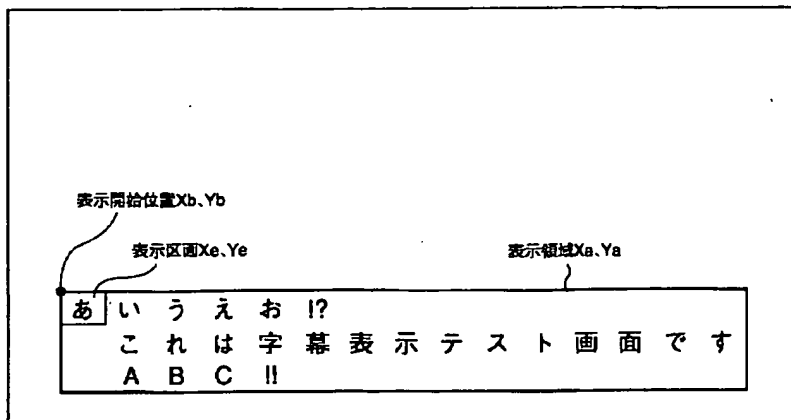 表示開始位置Xb、Yb
表示区画Xe、Ye
表示領域Xa、Ya
あ い う え お !?
こ れ は 字 幕 表 示 テ ス ト 画 面 で す
A B C !!